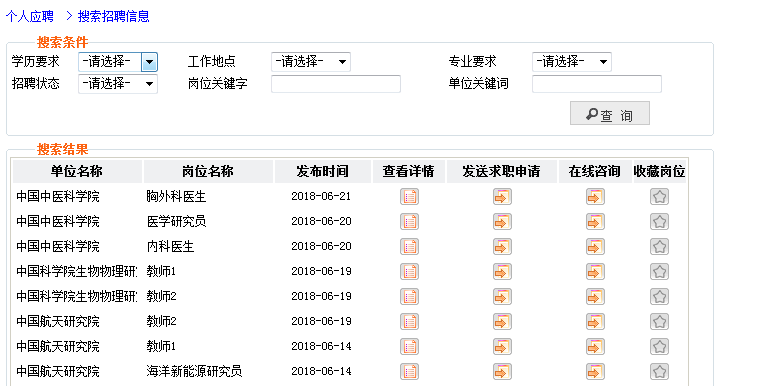 个人应聘 > 搜索招聘信息
搜索条件
学历要求 -请选择- 工作地点 -请选择- 专业要求 -请选择-
招聘状态 -请选择- 岗位关键字 单位关键词
查 询
搜索结果
单位名称 岗位名称 发布时间 查看详情 发送求职申请 在线咨询 收藏岗位
中国中医科学院 胸外科医生 2018-06-21
中国中医科学院 医学研究员 2018-06-20
中国中医科学院 内科医生 2018-06-20
中国科学院生物物理研 教师1 2018-06-19
中国科学院生物物理研 教师2 2018-06-19
中国航天研究院 教师2 2018-06-19
中国航天研究院 教师1 2018-06-14
中国航天研究院 海洋新能源研究员 2018-06-14